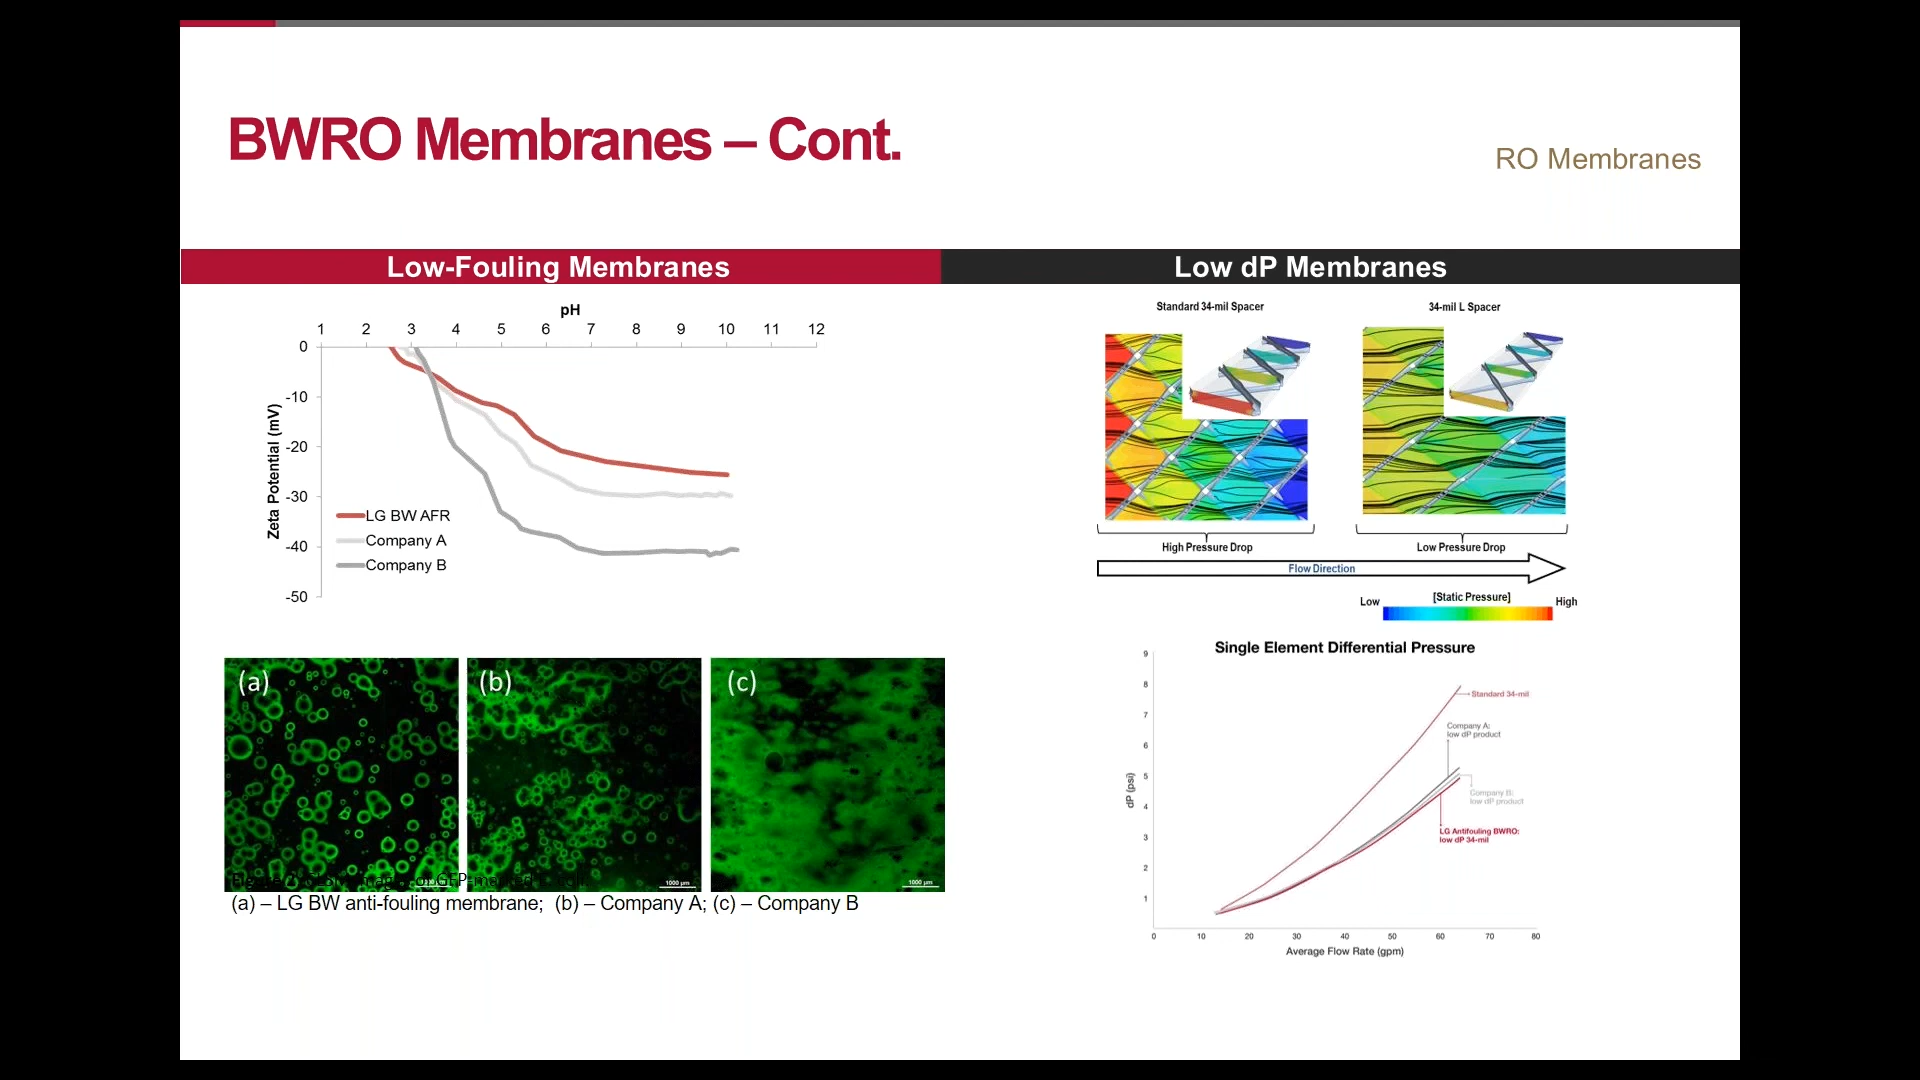 BWRO Membranes – Cont.
RO Membranes
Low-Fouling Membranes
pH
1 2 3 4 5 6 7 8 9 10 11 12
0
-10
-20
-30
-40
-50
Zeta Potential (mV)
LG BW AFR
Company A
Company B
(a)
(b)
(c)
1000 µm
1000 µm
(a) – LG BW anti-fouling membrane; (b) – Company A; (c) – Company B
Low dP Membranes
Standard 34-mil Spacer
34-mil L Spacer
High Pressure Drop
Low Pressure Drop
Flow Direction
Low
[Static Pressure]
High
Single Element Differential Pressure
9
8
7
6
5
4
3
2
1
dP (psi)
Standard 34-mil
Company A:
low dP product
Company B:
low dP product
LG Antifouling BWRO:
low dP 34-mil
0 10 20 30 40 50 60 70 80
Average Flow Rate (gpm)